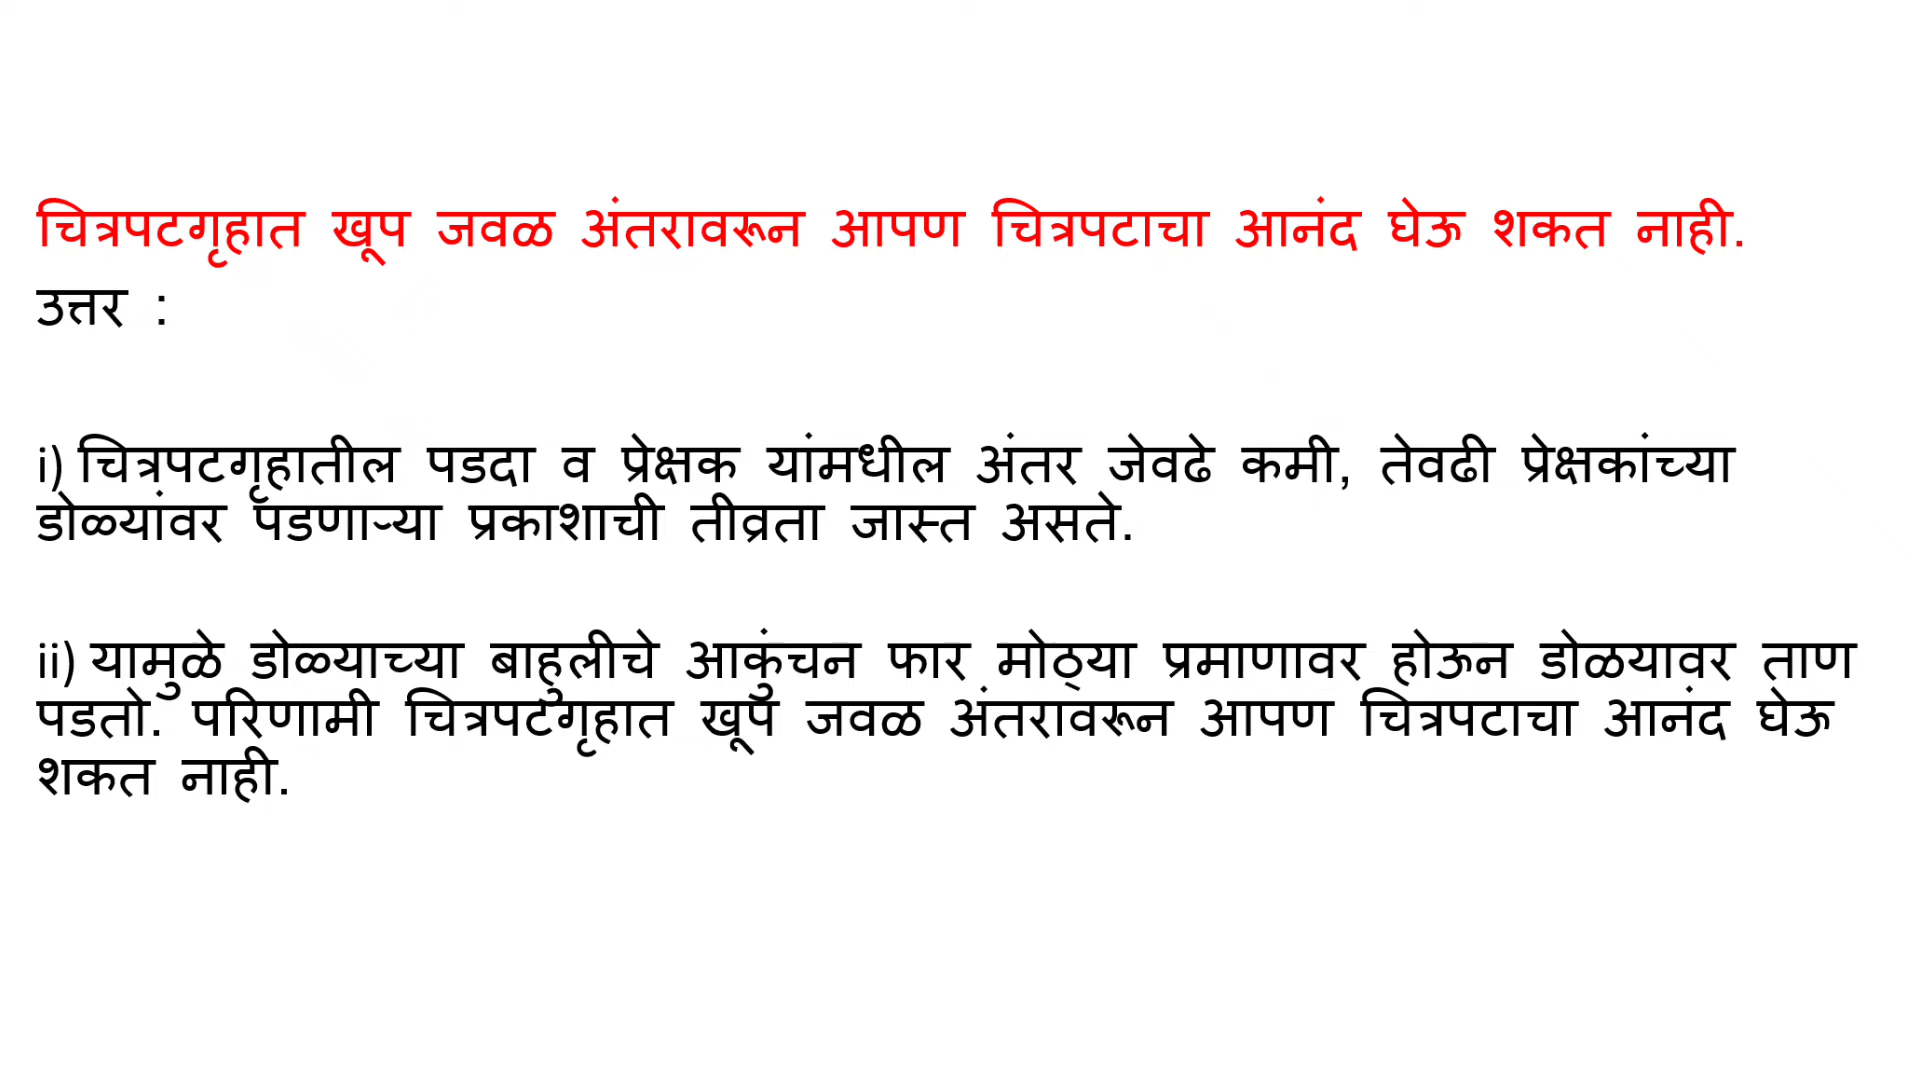 चित्रपटगृहात खूप जवळ अंतरावरून आपण चित्रपटाचा आनंद घेऊ शकत नाही.
उत्तर :
i) चित्रपटगृहातील पडदा व प्रेक्षक यांमधील अंतर जेवढे कमी, तेवढी प्रेक्षकांच्या
डोळ्यांवर पडणाऱ्या प्रकाशाची तीव्रता जास्त असते.
ii) यामुळे डोळ्याच्या बाहुलीचे आकुंचन फार मोठ्या प्रमाणावर होऊन डोळयावर ताण
पडतो. परिणामी चित्रपटगृहात खूप जवळ अंतरावरून आपण चित्रपटाचा आनंद घेऊ
शकत नाही.